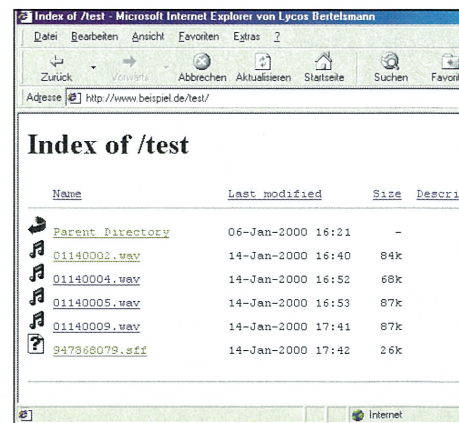 Index of /test - Microsoft Internet Explorer von Lycos Bertelsmann
Datei Bearbeiten Ansicht Favoriten Extras ?
Zurück Vorwärts Abbrechen Aktualisieren Startseite Suchen Favorit
Adresse http://www.beispiel.de/test/
Index of /test
Name Last modified Size Descri
Parent Directory 06-Jan-2000 16:21 -
01140002.wav 14-Jan-2000 16:40 84k
01140004.wav 14-Jan-2000 16:52 68k
01140005.wav 14-Jan-2000 16:53 87k
01140009.wav 14-Jan-2000 17:41 87k
947868079.sff 14-Jan-2000 17:42 26k
Internet